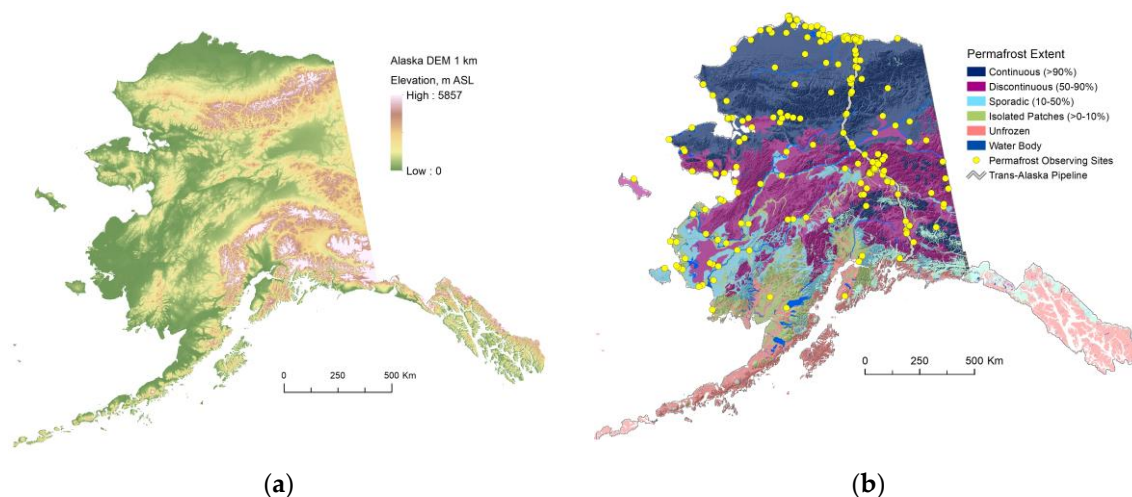 Alaska DEM 1 km
Elevation, m ASL
High : 5857
Low : 0
0 250 500 Km
(a)
Permafrost Extent
Continuous (>90%)
Discontinuous (50-90%)
Sporadic (10-50%)
Isolated Patches (>0-10%)
Unfrozen
Water Body
Permafrost Observing Sites
Trans-Alaska Pipeline
0 250 500 Km
(b)